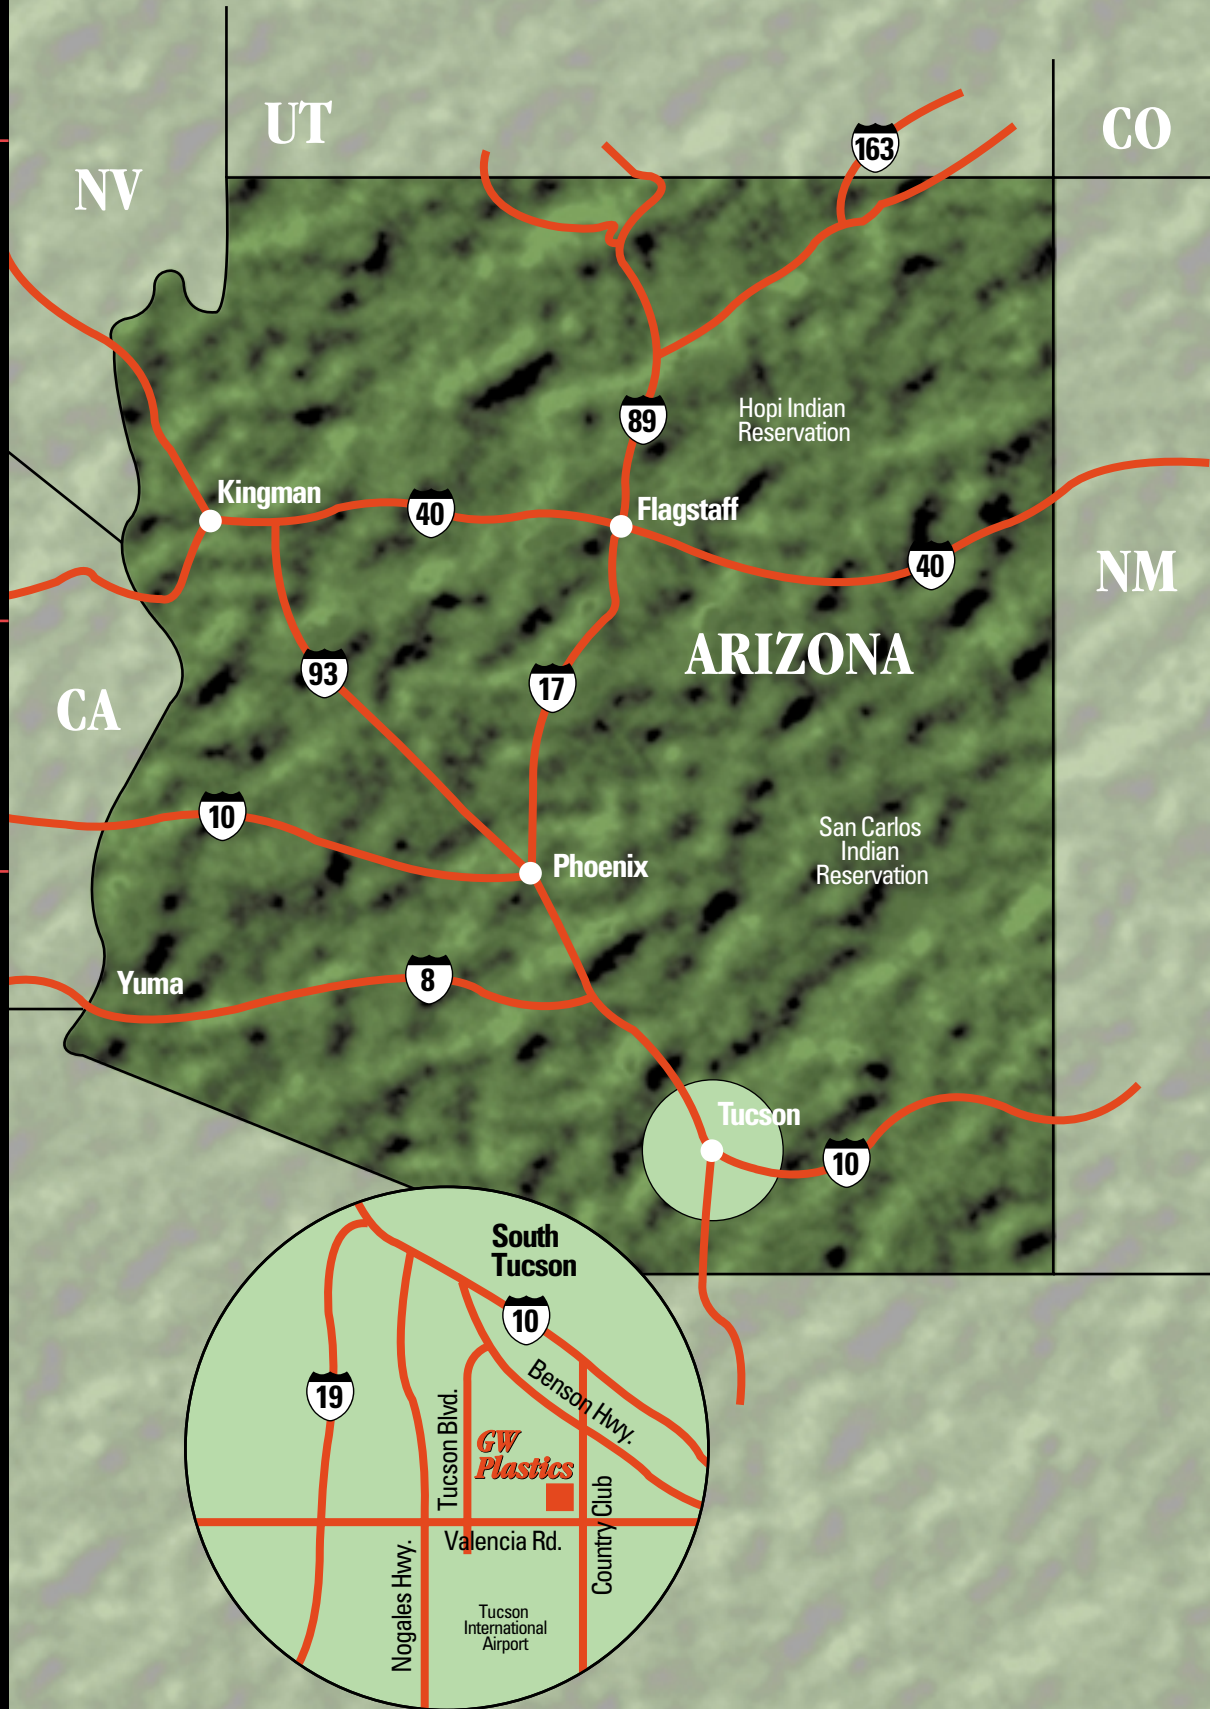 UT
CO
163
NV
89
Hopi Indian
Reservation
Kingman
40
Flagstaff
40
NM
ARIZONA
93
17
CA
10
San Carlos
Indian
Reservation
Phoenix
Yuma
8
Tucson
10
South
Tucson
10
19
Benson Hwy.
Tucson Blvd.
GW
Plastics
Country Club
Valencia Rd.
Nogales Hwy.
Tucson
International
Airport